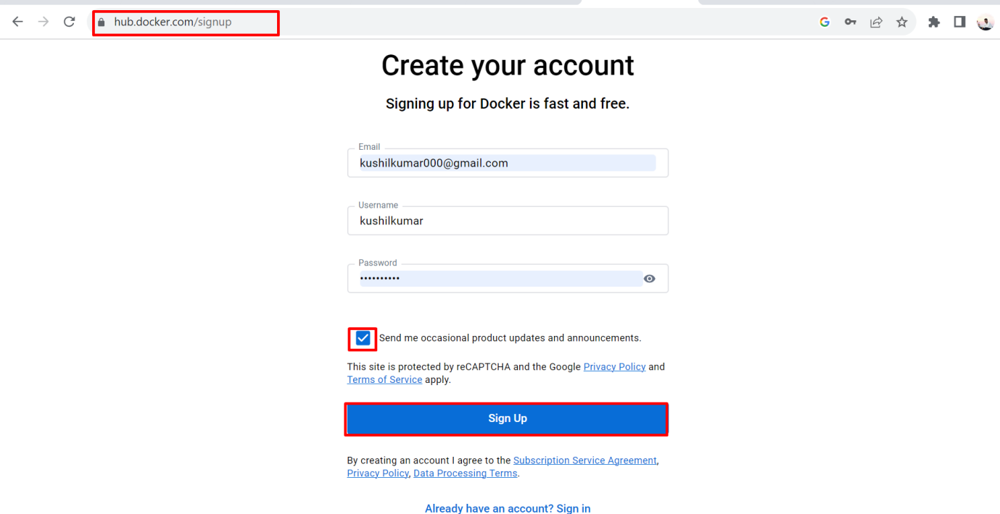 hub.docker.com/signup
Create your account
Signing up for Docker is fast and free.
Email
kushilkumar000@gmail.com
Username
kushilkumar
Password
••••••••••
Send me occasional product updates and announcements.
This site is protected by reCAPTCHA and the Google Privacy Policy and
Terms of Service apply.
Sign Up
By creating an account I agree to the Subscription Service Agreement,
Privacy Policy, Data Processing Terms.
Already have an account? Sign in